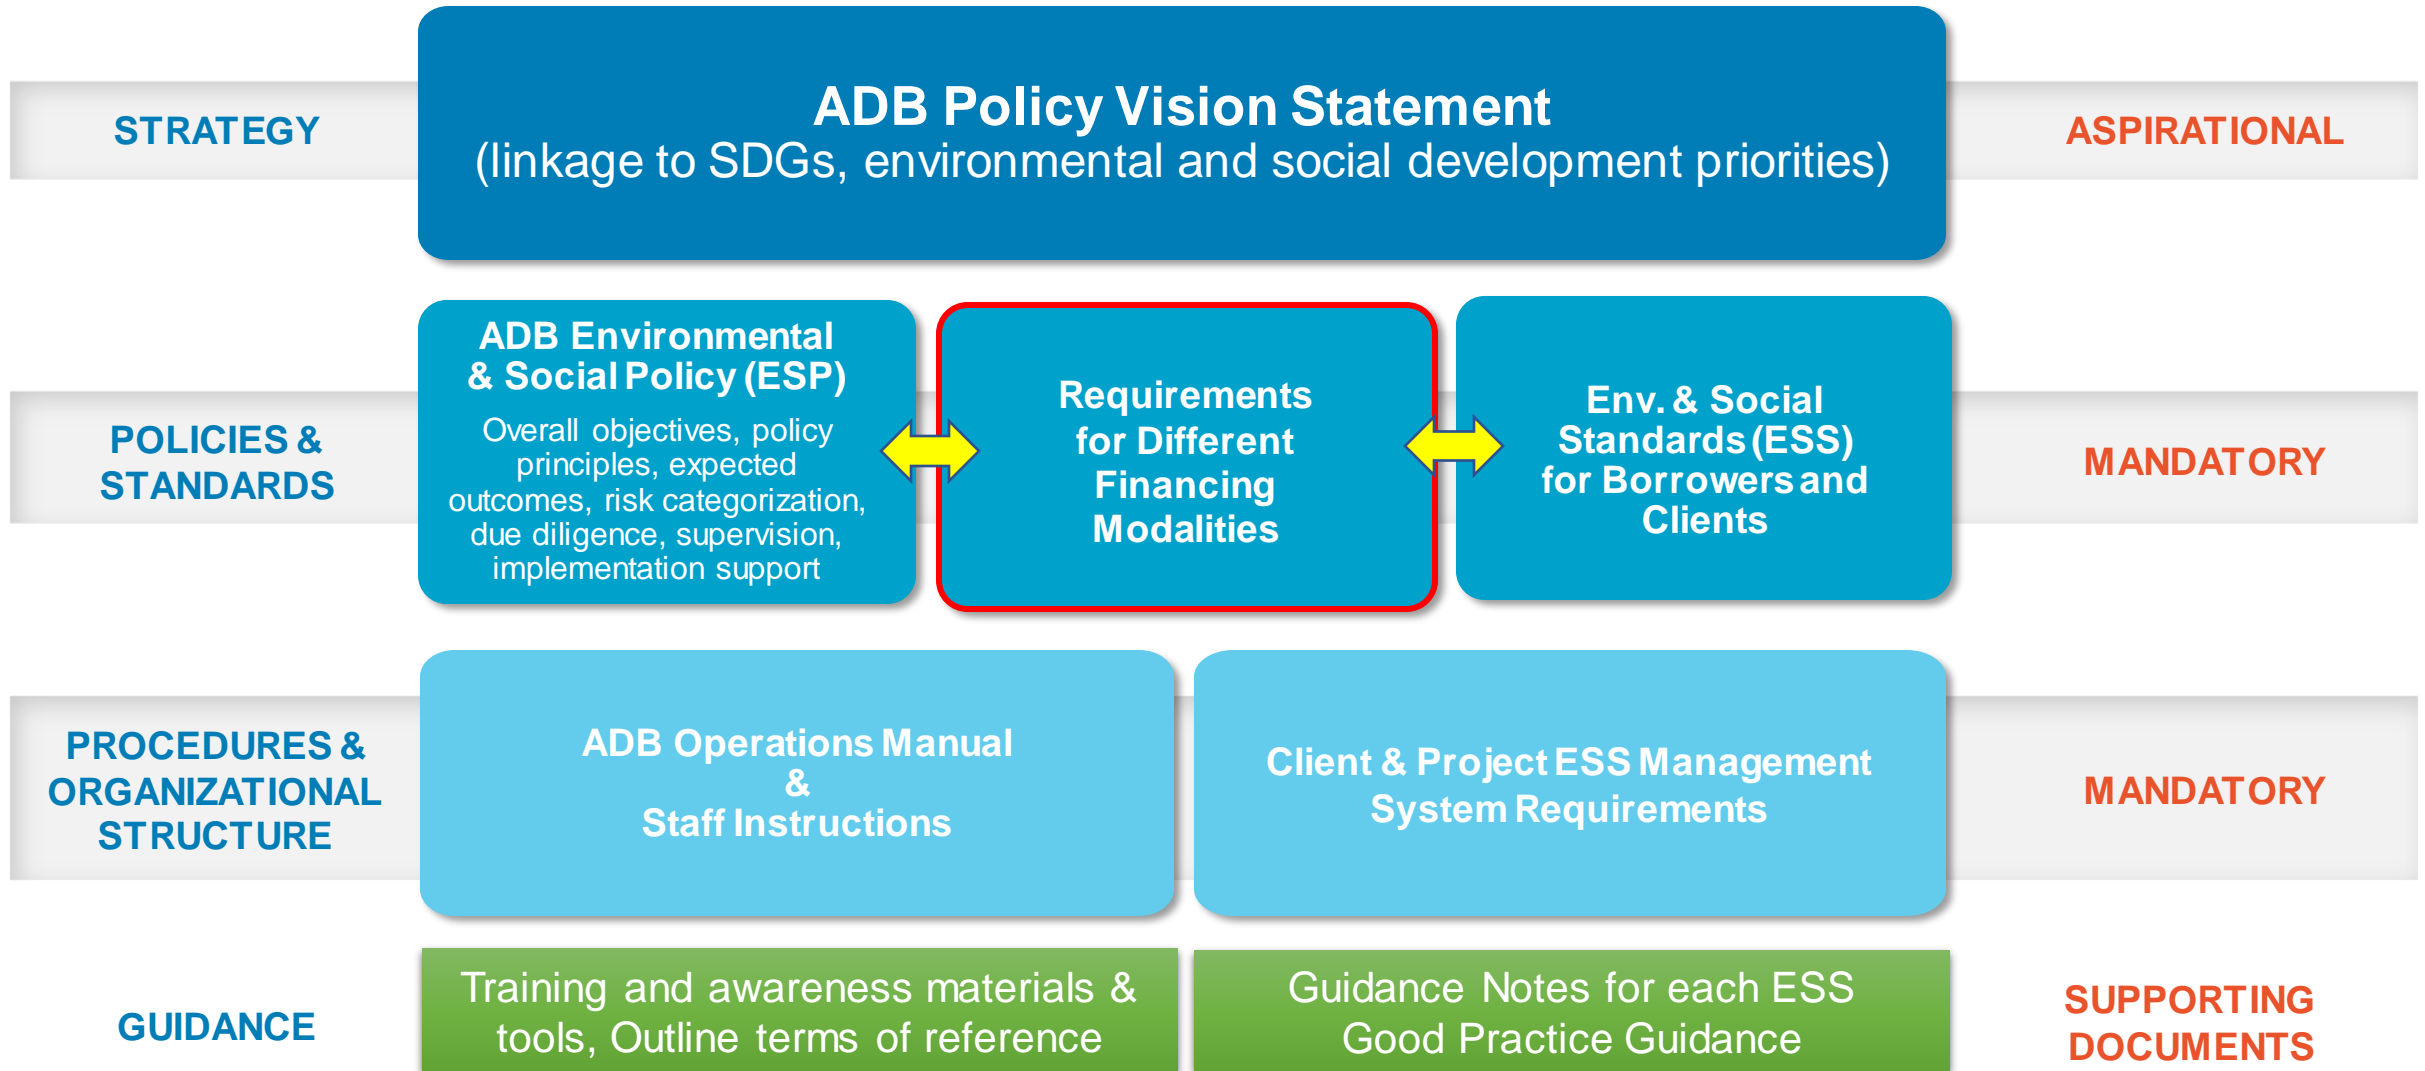 STRATEGY
ADB Policy Vision Statement
(linkage to SDGs, environmental and social development priorities)
ASPIRATIONAL
POLICIES &
STANDARDS
ADB Environmental
& Social Policy (ESP)
Overall objectives, policy
principles, expected
outcomes, risk categorization,
due diligence, supervision,
implementation support
Requirements
for Different
Financing
Modalities
Env. & Social
Standards (ESS)
for Borrowers and
Clients
MANDATORY
PROCEDURES &
ORGANIZATIONAL
STRUCTURE
ADB Operations Manual
&
Staff Instructions
Client & Project ESS Management
System Requirements
MANDATORY
GUIDANCE
Training and awareness materials &
tools, Outline terms of reference
Guidance Notes for each ESS
Good Practice Guidance
SUPPORTING
DOCUMENTS